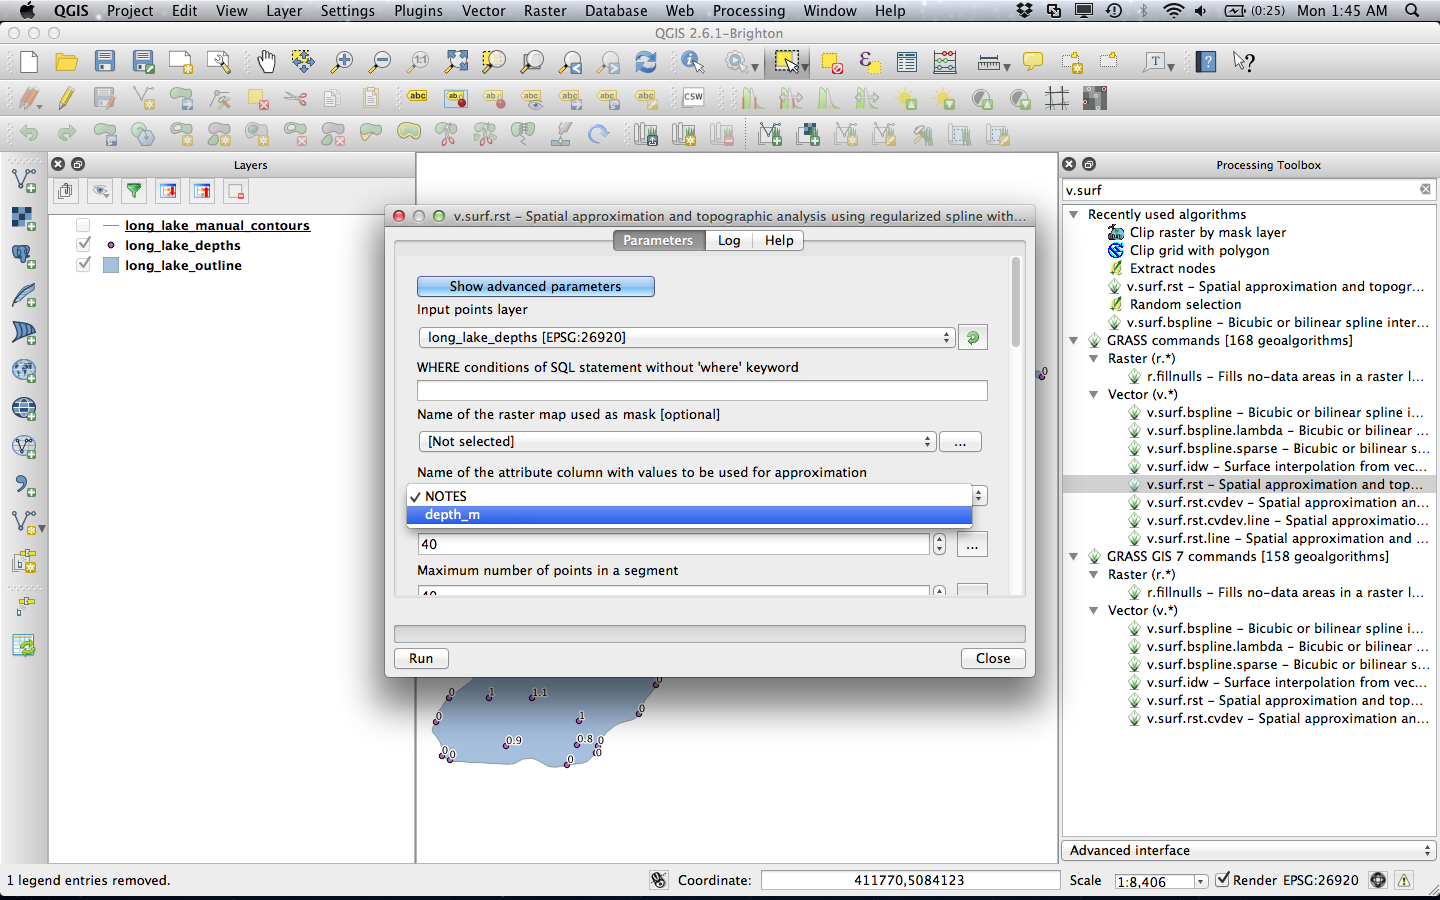 QGIS Project Edit View Layer Settings Plugins Vector Raster Database Web Processing Window Help (0:25) Mon 1:45 AM
QGIS 2.6.1-Brighton
Layers
long_lake_manual_contours
long_lake_depths
long_lake_outline
v.surf.rst - Spatial approximation and topographic analysis using regularized spline with...
Parameters Log Help
Show advanced parameters
Input points layer
long_lake_depths [EPSG:26920]
WHERE conditions of SQL statement without 'where' keyword
Name of the raster map used as mask [optional]
[Not selected] ...
Name of the attribute column with values to be used for approximation
NOTES
depth_m
40 ...
Maximum number of points in a segment
40
Run Close
0
0 1 1.1
0 1 0
0.9 0.8 0
0 0 0
0
Processing Toolbox
v.surf
Recently used algorithms
Clip raster by mask layer
Clip grid with polygon
Extract nodes
v.surf.rst - Spatial approximation and topogr...
Random selection
v.surf.bspline - Bicubic or bilinear spline inter...
GRASS commands [168 geoalgorithms]
Raster (r.*)
r.fillnulls - Fills no-data areas in a raster l...
Vector (v.*)
v.surf.bspline - Bicubic or bilinear spline i...
v.surf.bspline.lambda - Bicubic or bilinear ...
v.surf.bspline.sparse - Bicubic or bilinear s...
v.surf.idw - Surface interpolation from vec...
v.surf.rst - Spatial approximation and top...
v.surf.rst.cvdev - Spatial approximation an...
v.surf.rst.cvdev.line - Spatial approximatio...
v.surf.rst.line - Spatial approximation and ...
GRASS GIS 7 commands [158 geoalgorithms]
Raster (r.*)
r.fillnulls - Fills no-data areas in a raster l...
Vector (v.*)
v.surf.bspline - Bicubic or bilinear spline i...
v.surf.bspline.lambda - Bicubic or bilinear ...
v.surf.bspline.sparse - Bicubic or bilinear s...
v.surf.idw - Surface interpolation from vec...
v.surf.rst - Spatial approximation and top...
v.surf.rst.cvdev - Spatial approximation an...
Advanced interface
1 legend entries removed.
Coordinate: 411770,5084123 Scale 1:8,406 Render EPSG:26920